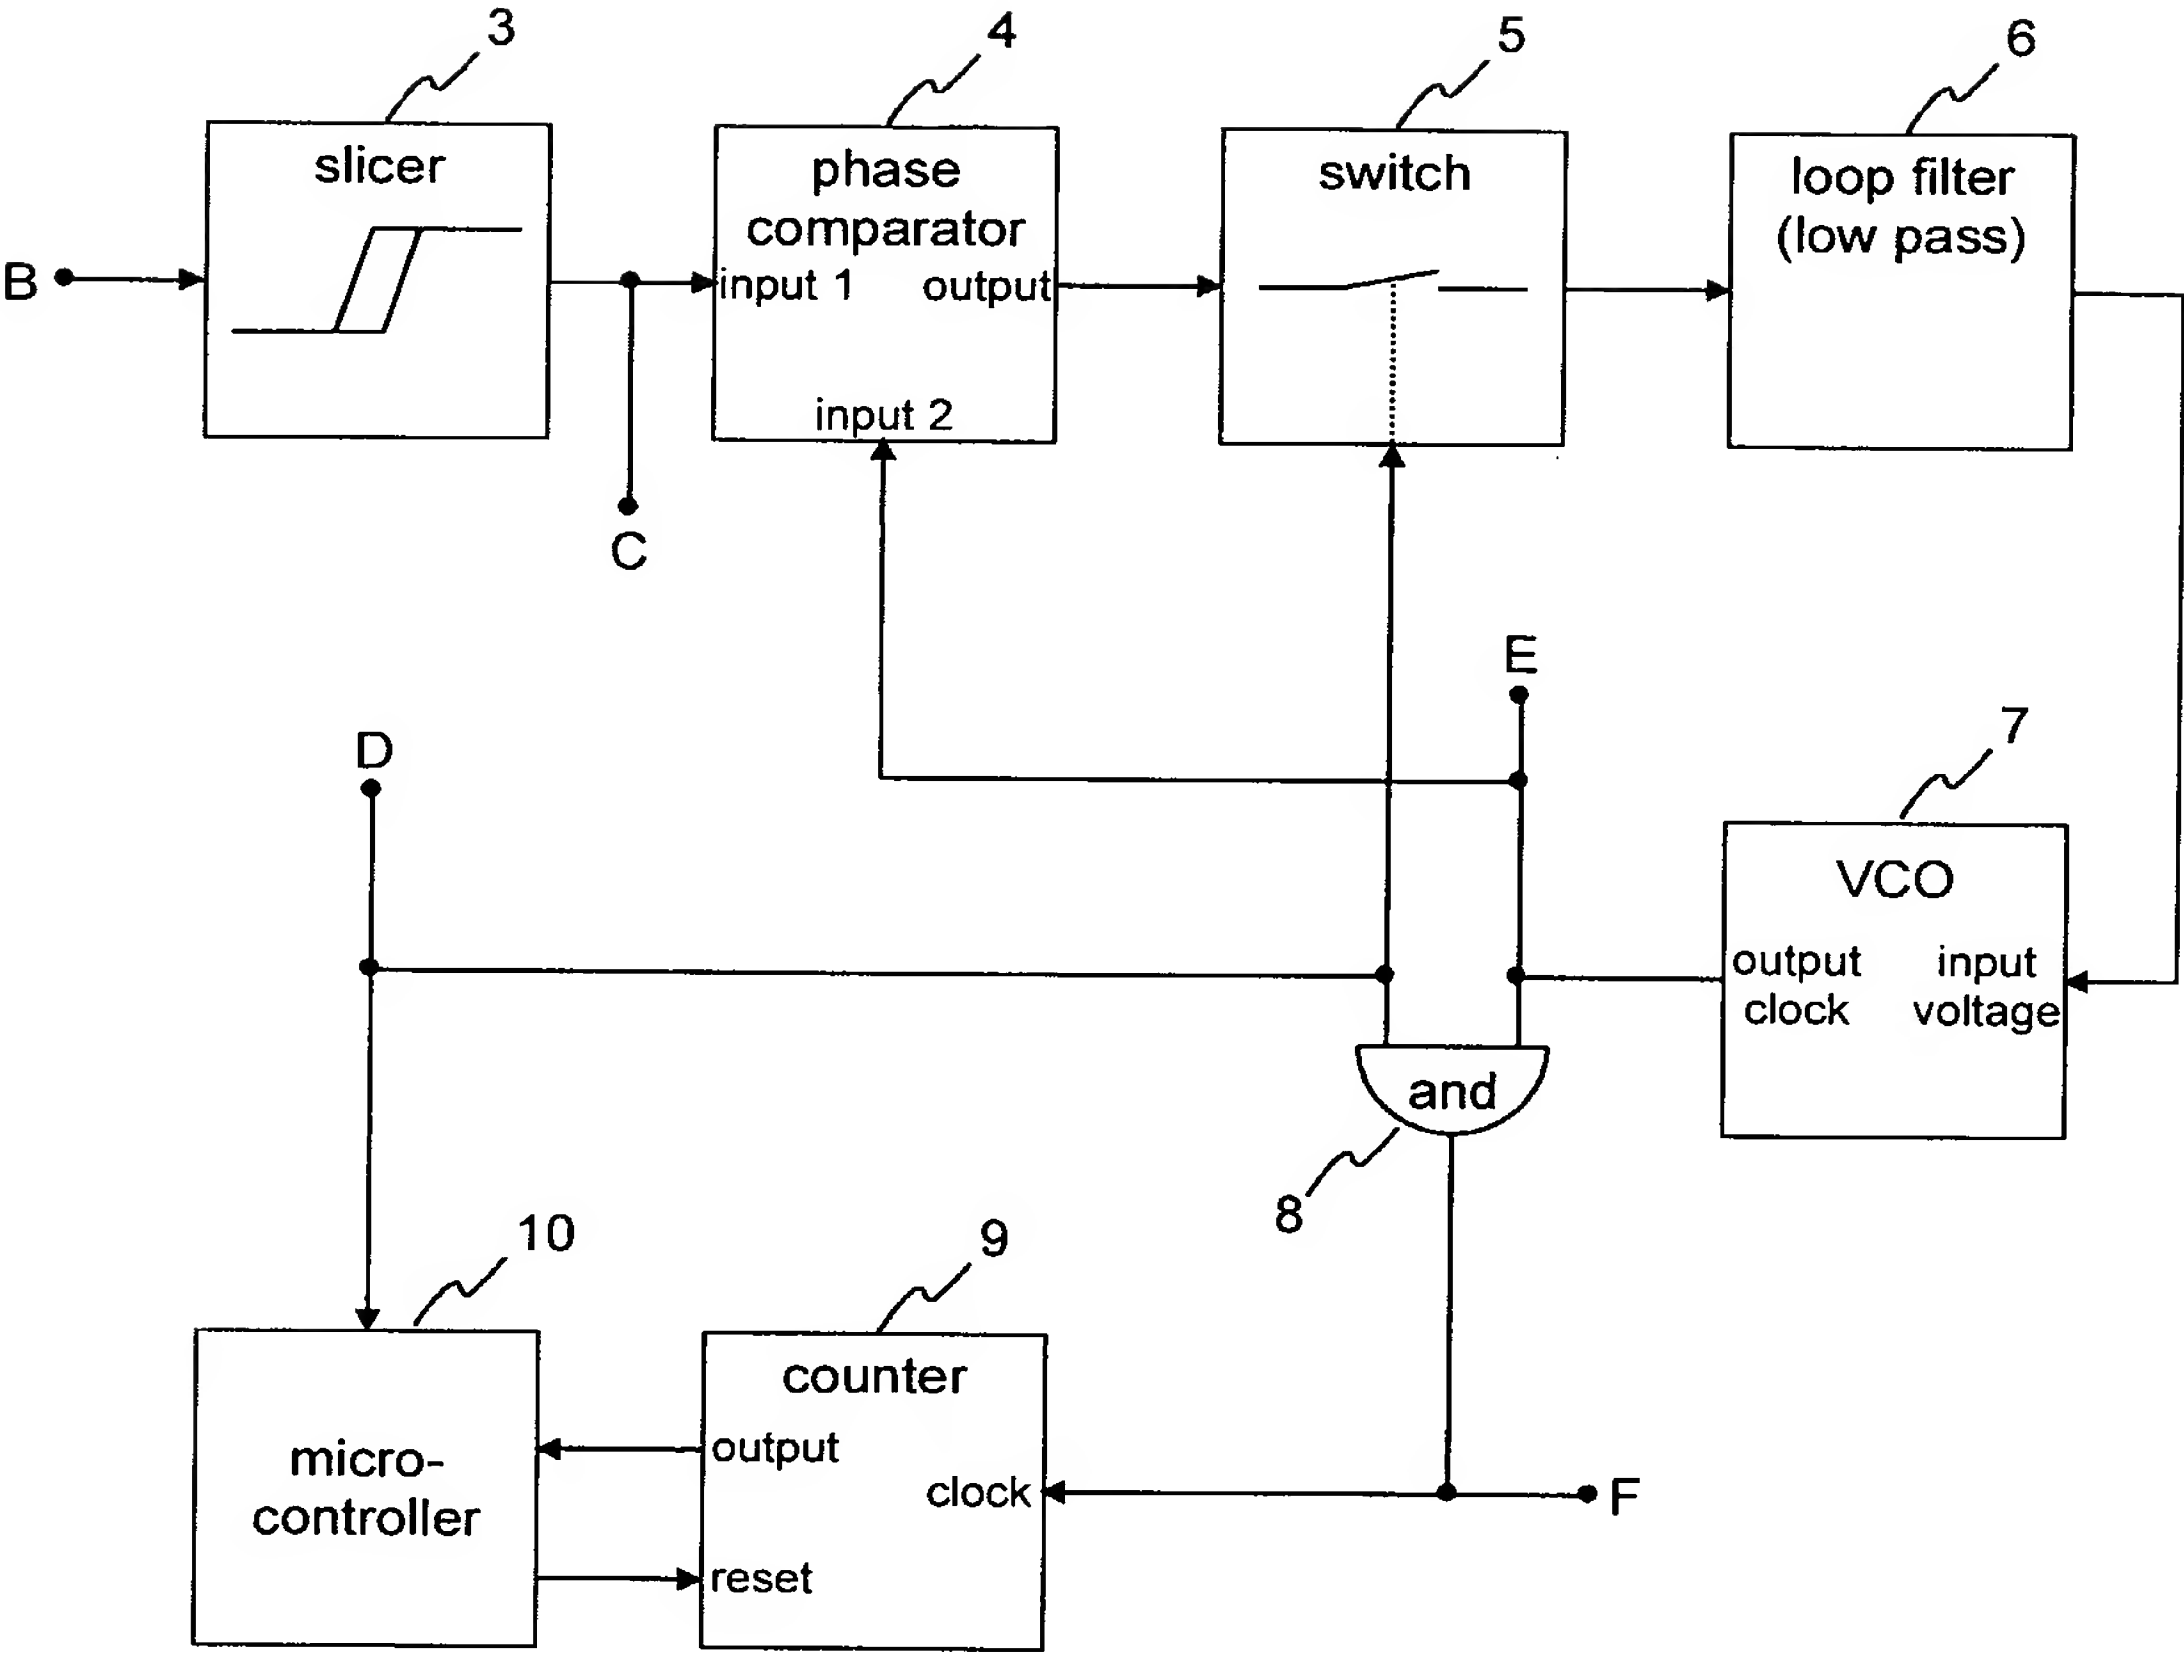 3
4
5
6
slicer
phase
comparator
input 1
output
input 2
switch
loop filter
(low pass)
B
C
E
D
7
VCO
output
clock
input
voltage
and
8
10
9
micro-
controller
counter
output
clock
reset
F